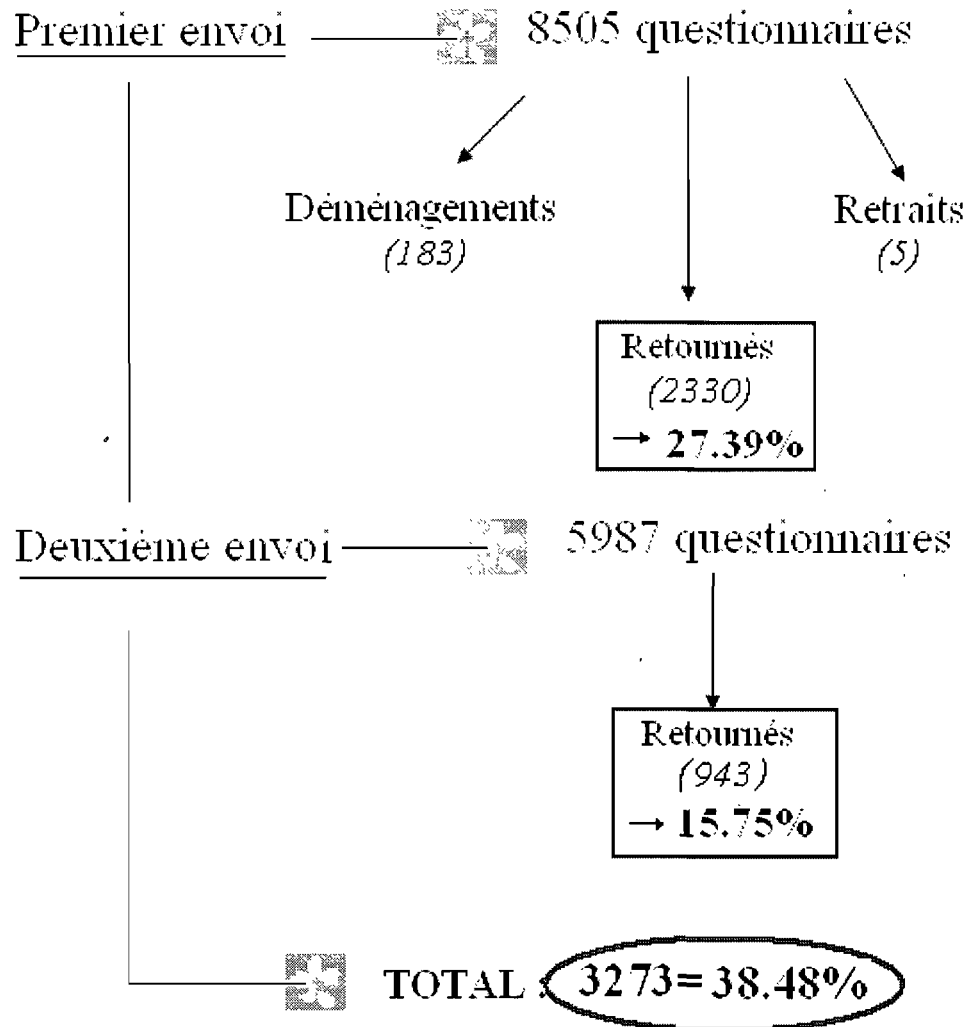 Premier envoi
8505 questionnaires
Déménagements
(183)
Retraits
(5)
Retournés
(2330)
→ 27.39%
Deuxième envoi
5987 questionnaires
Retournés
(943)
→ 15.75%
TOTAL : 3273= 38.48%